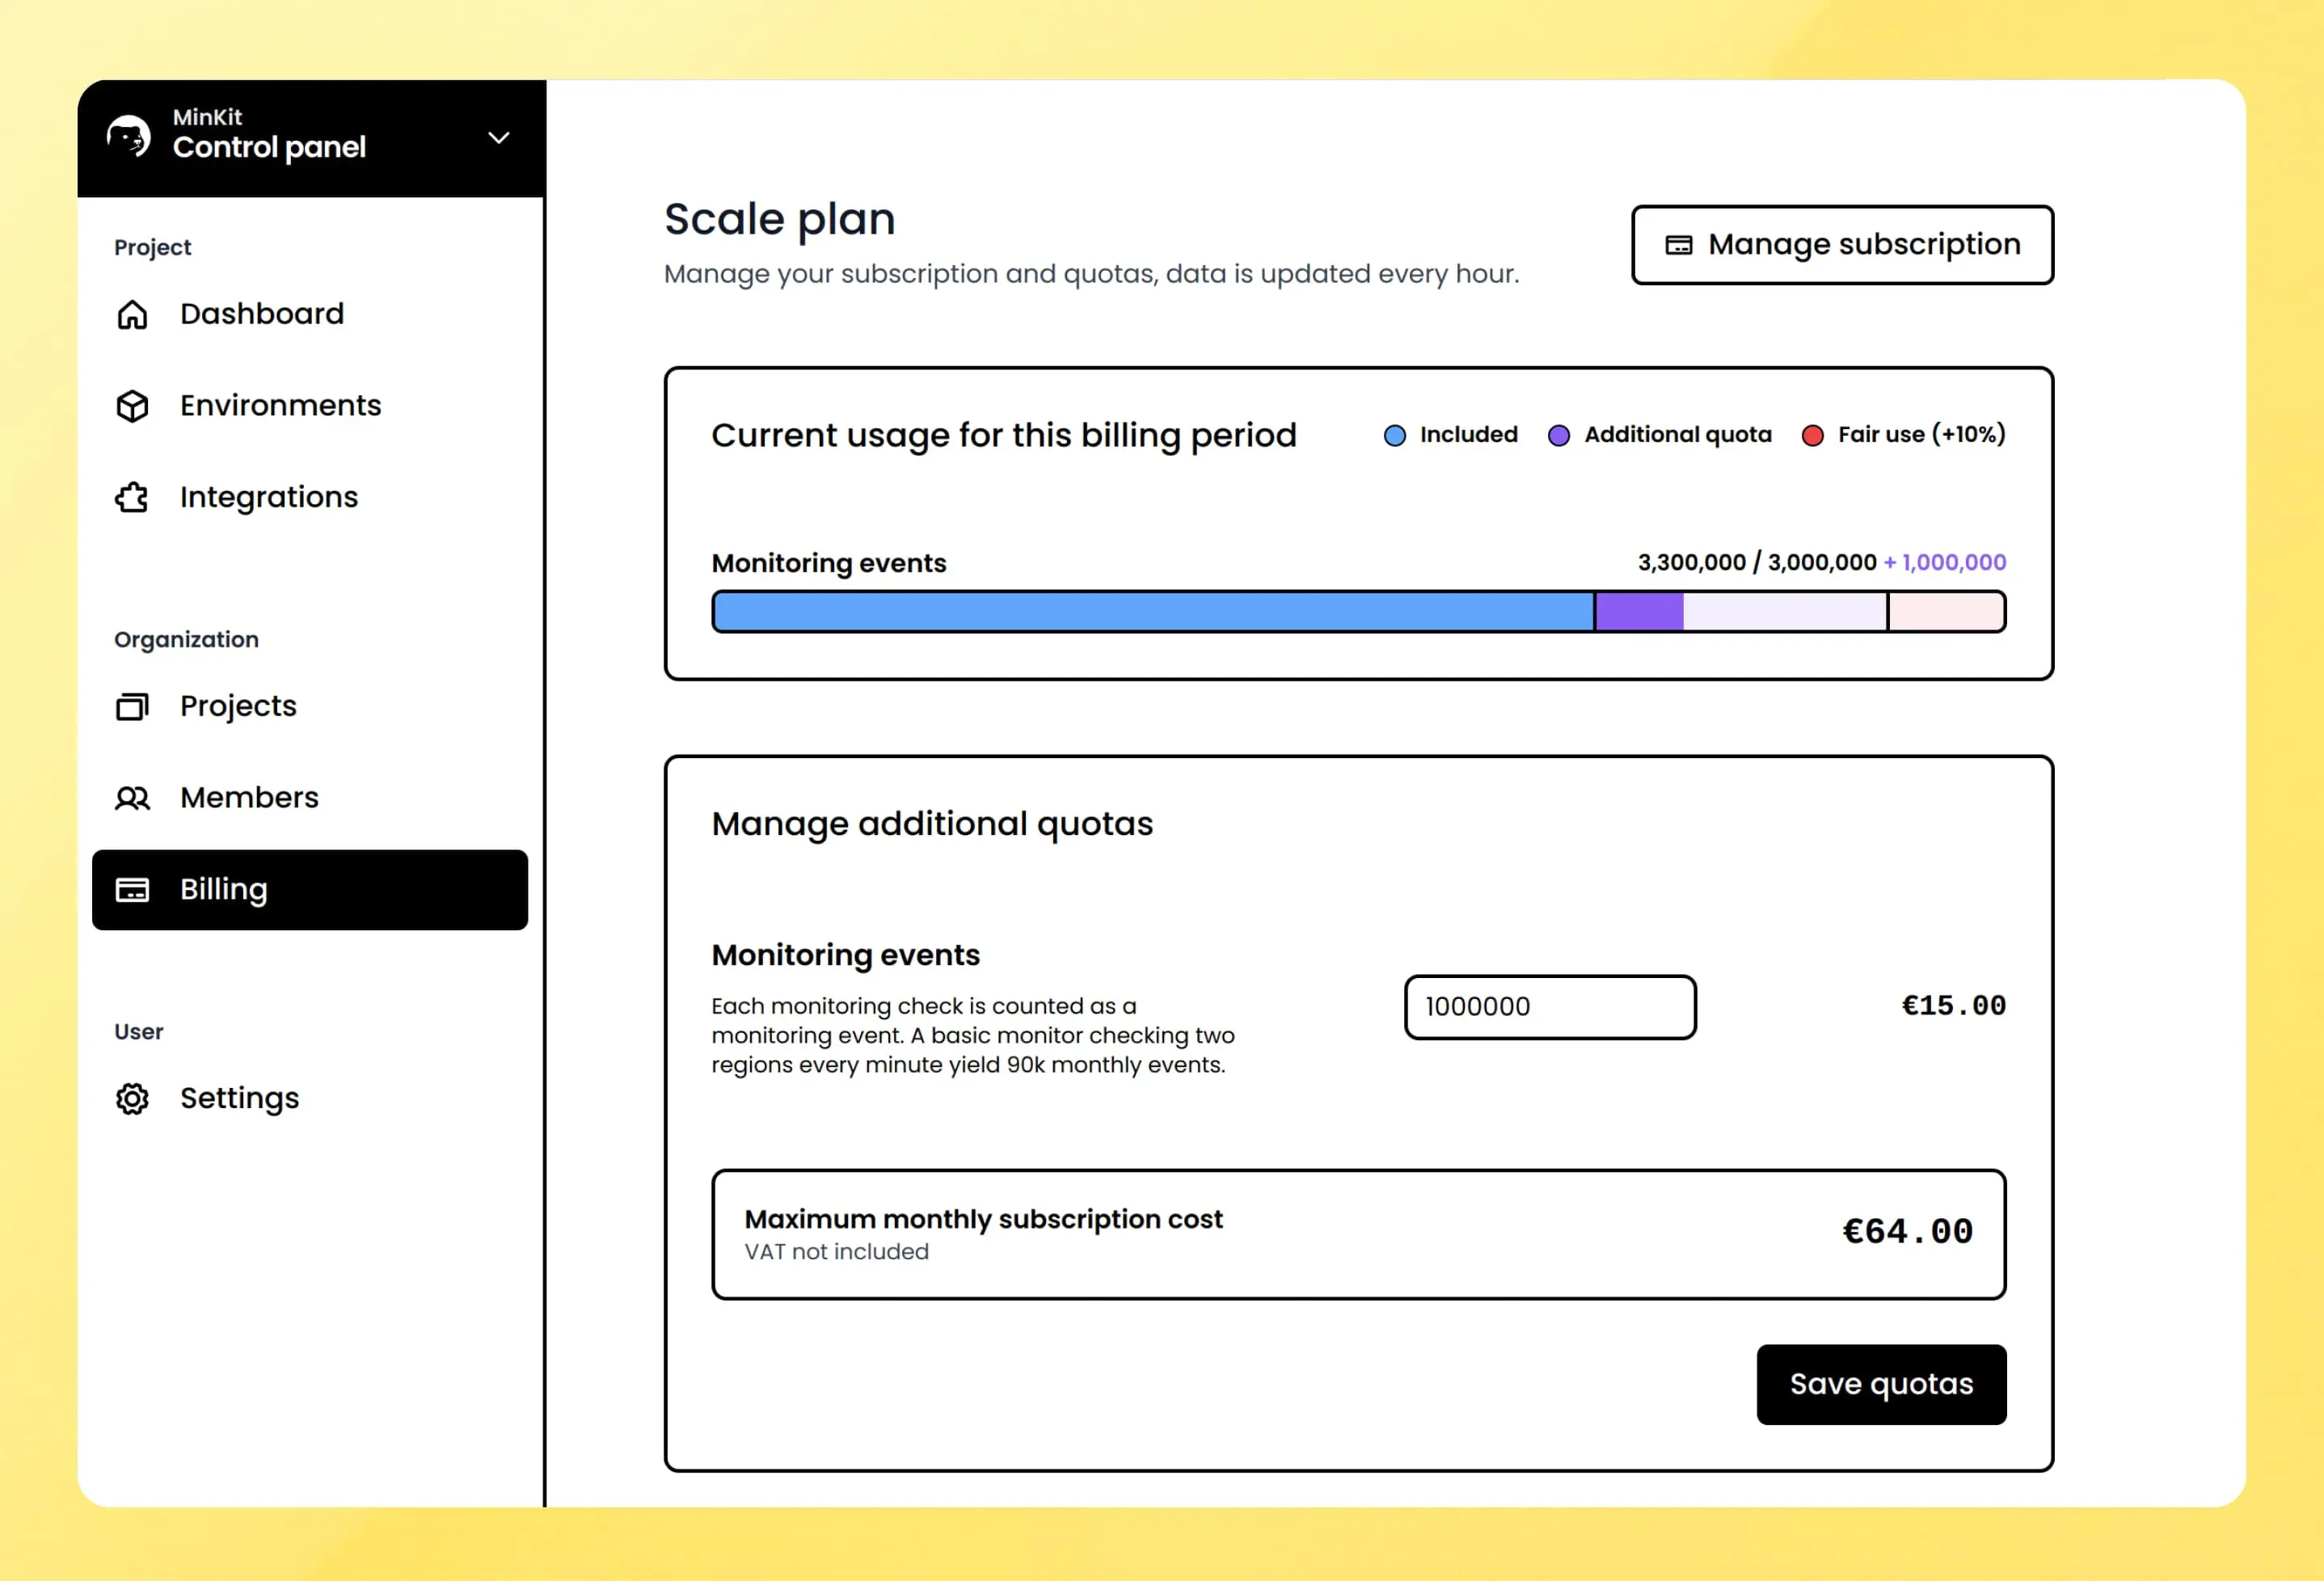 MinKit
Control panel
Project
Dashboard
Environments
Integrations
Organization
Projects
Members
Billing
User
Settings
Scale plan
Manage your subscription and quotas, data is updated every hour.
Manage subscription
Current usage for this billing period
Included
Additional quota
Fair use (+10%)
Monitoring events
3,300,000 / 3,000,000 + 1,000,000
Manage additional quotas
Monitoring events
Each monitoring check is counted as a
monitoring event. A basic monitor checking two
regions every minute yield 90k monthly events.
1000000
€15.00
Maximum monthly subscription cost
VAT not included
€64.00
Save quotas